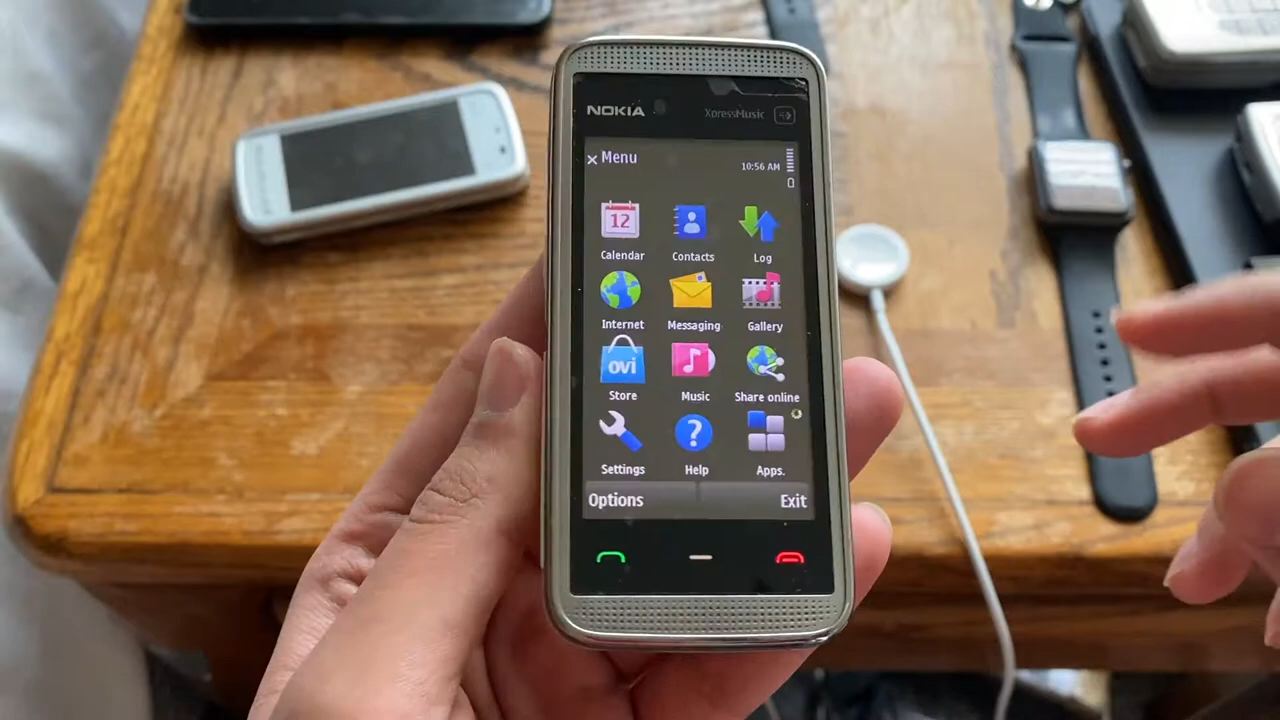 NOKIA
XpressMusic
× Menu
10:56 AM
12
Calendar Contacts Log
Internet Messaging Gallery
ovi
Store Music Share online
?
Settings Help Apps.
Options Exit